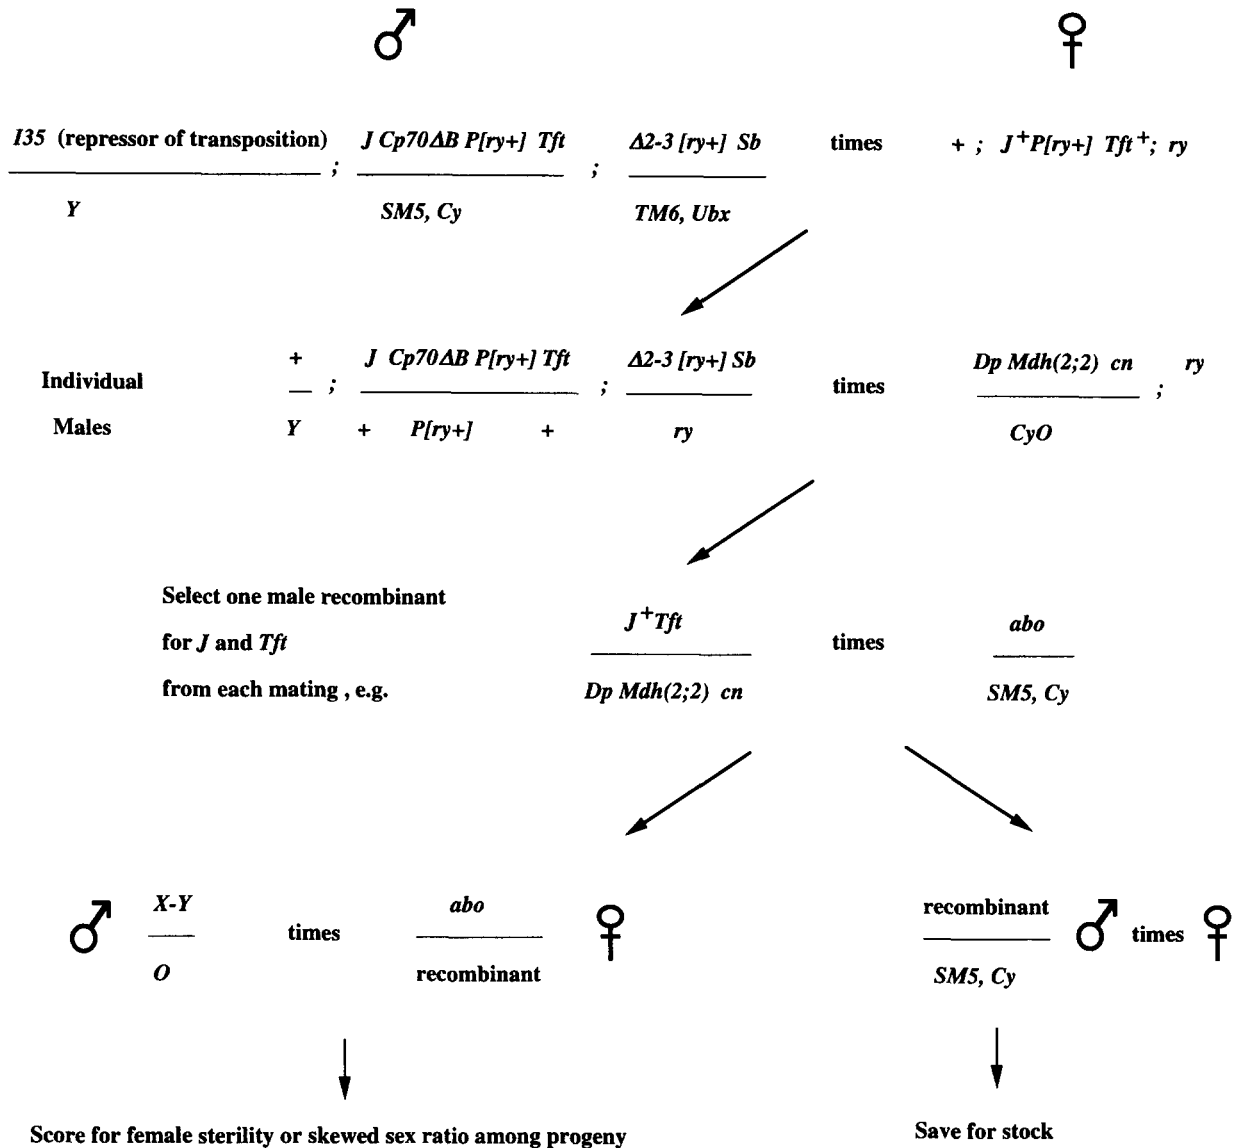 ♂ ♀
I35 (repressor of transposition) J Cp70ΔB P[ry+] Tft Δ2-3 [ry+] Sb times + ; J⁺P[ry+] Tft⁺; ry
; ;
Y SM5, Cy TM6, Ubx
+ J Cp70ΔB P[ry+] Tft Δ2-3 [ry+] Sb Dp Mdh(2;2) cn ry
Individual ; ; times ;
Males Y + P[ry+] + ry CyO
Select one male recombinant
for J and Tft J⁺Tft times abo
from each mating , e.g. Dp Mdh(2;2) cn SM5, Cy
X-Y abo recombinant
♂ times ♀ ♂ times ♀
O recombinant SM5, Cy
Score for female sterility or skewed sex ratio among progeny Save for stock